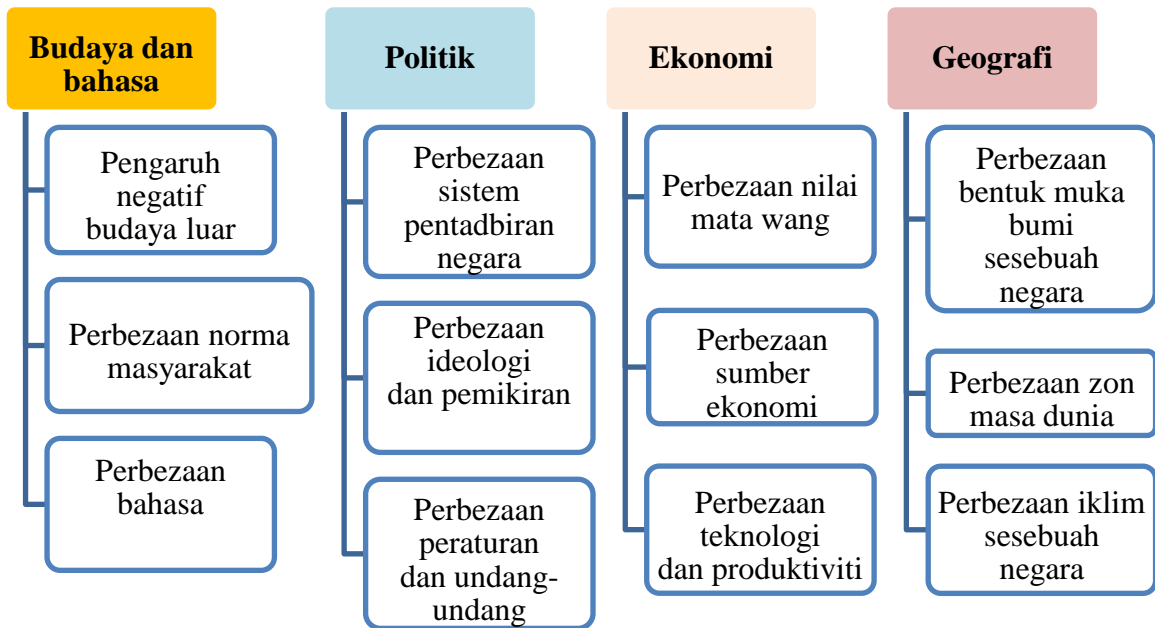 Budaya dan
bahasa
Pengaruh
negatif
budaya luar
Perbezaan norma
masyarakat
Perbezaan
bahasa
Politik
Perbezaan
sistem
pentadbiran
negara
Perbezaan
ideologi
dan pemikiran
Perbezaan
peraturan
dan undang-
undang
Ekonomi
Perbezaan nilai
mata wang
Perbezaan
sumber
ekonomi
Perbezaan
teknologi
dan produktiviti
Geografi
Perbezaan
bentuk muka
bumi
sesebuah
negara
Perbezaan zon
masa dunia
Perbezaan iklim
sesebuah
negara